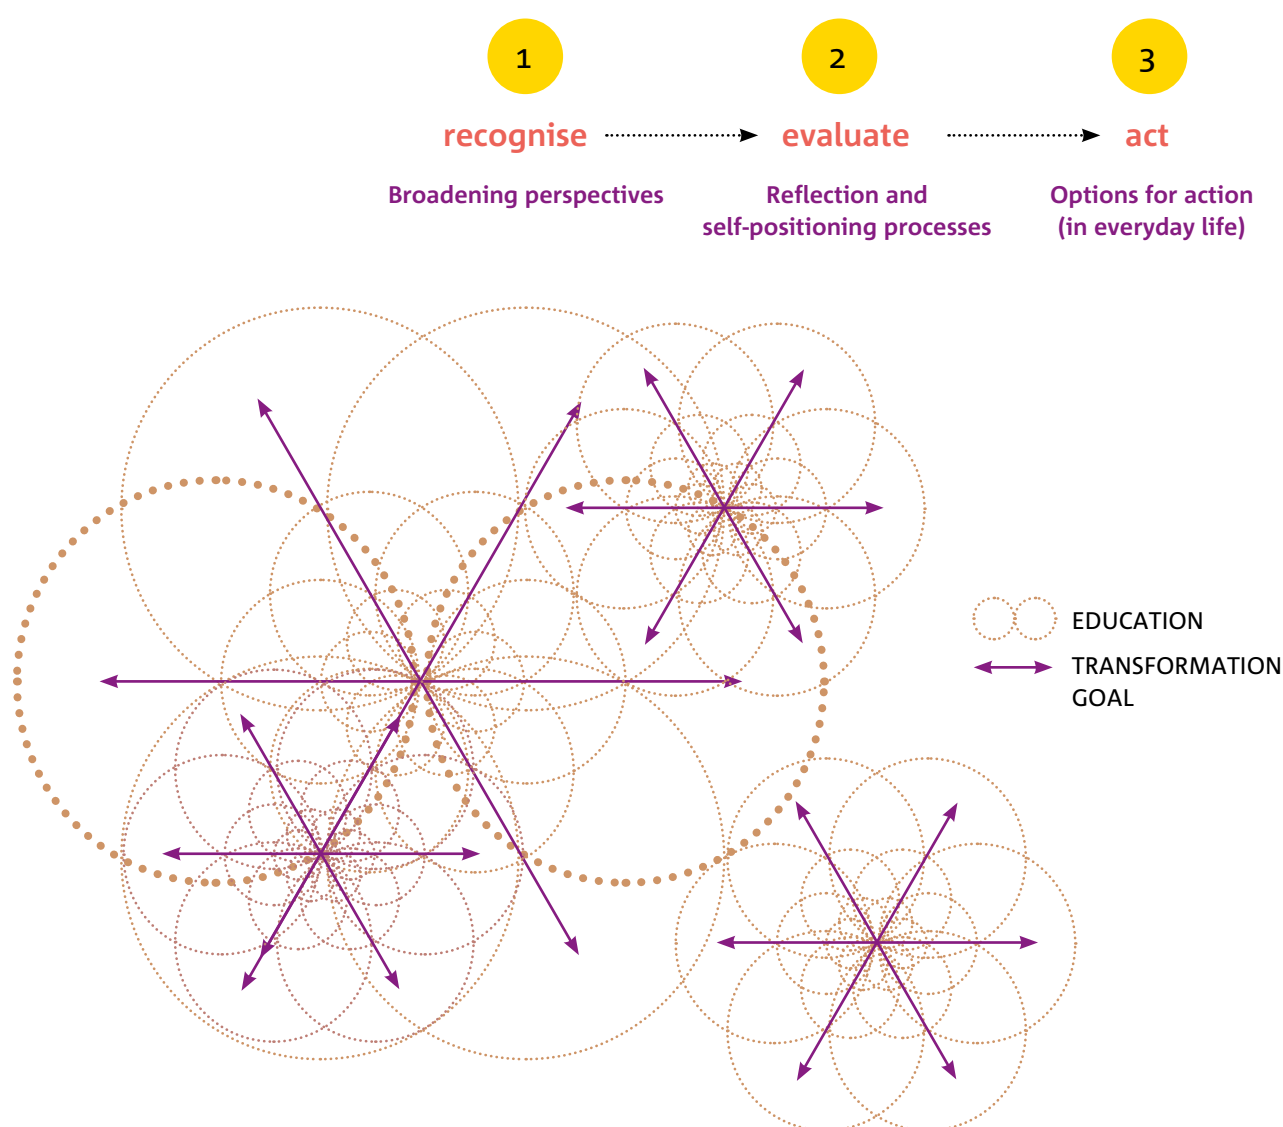 1 2 3
recognise evaluate act
Broadening perspectives Reflection and Options for action
self-positioning processes (in everyday life)
EDUCATION
TRANSFORMATION
GOAL